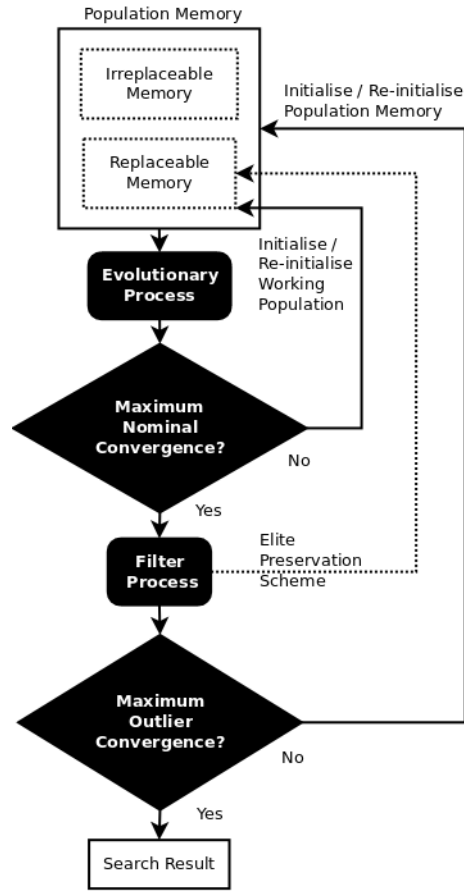 Population Memory
Irreplaceable
Memory
Initialise / Re-initialise
Population Memory
Replaceable
Memory
Initialise /
Re-initialise
Working
Population
Evolutionary
Process
Maximum
Nominal
Convergence?
No
Yes
Elite
Preservation
Scheme
Filter
Process
Maximum
Outlier
Convergence?
No
Yes
Search Result